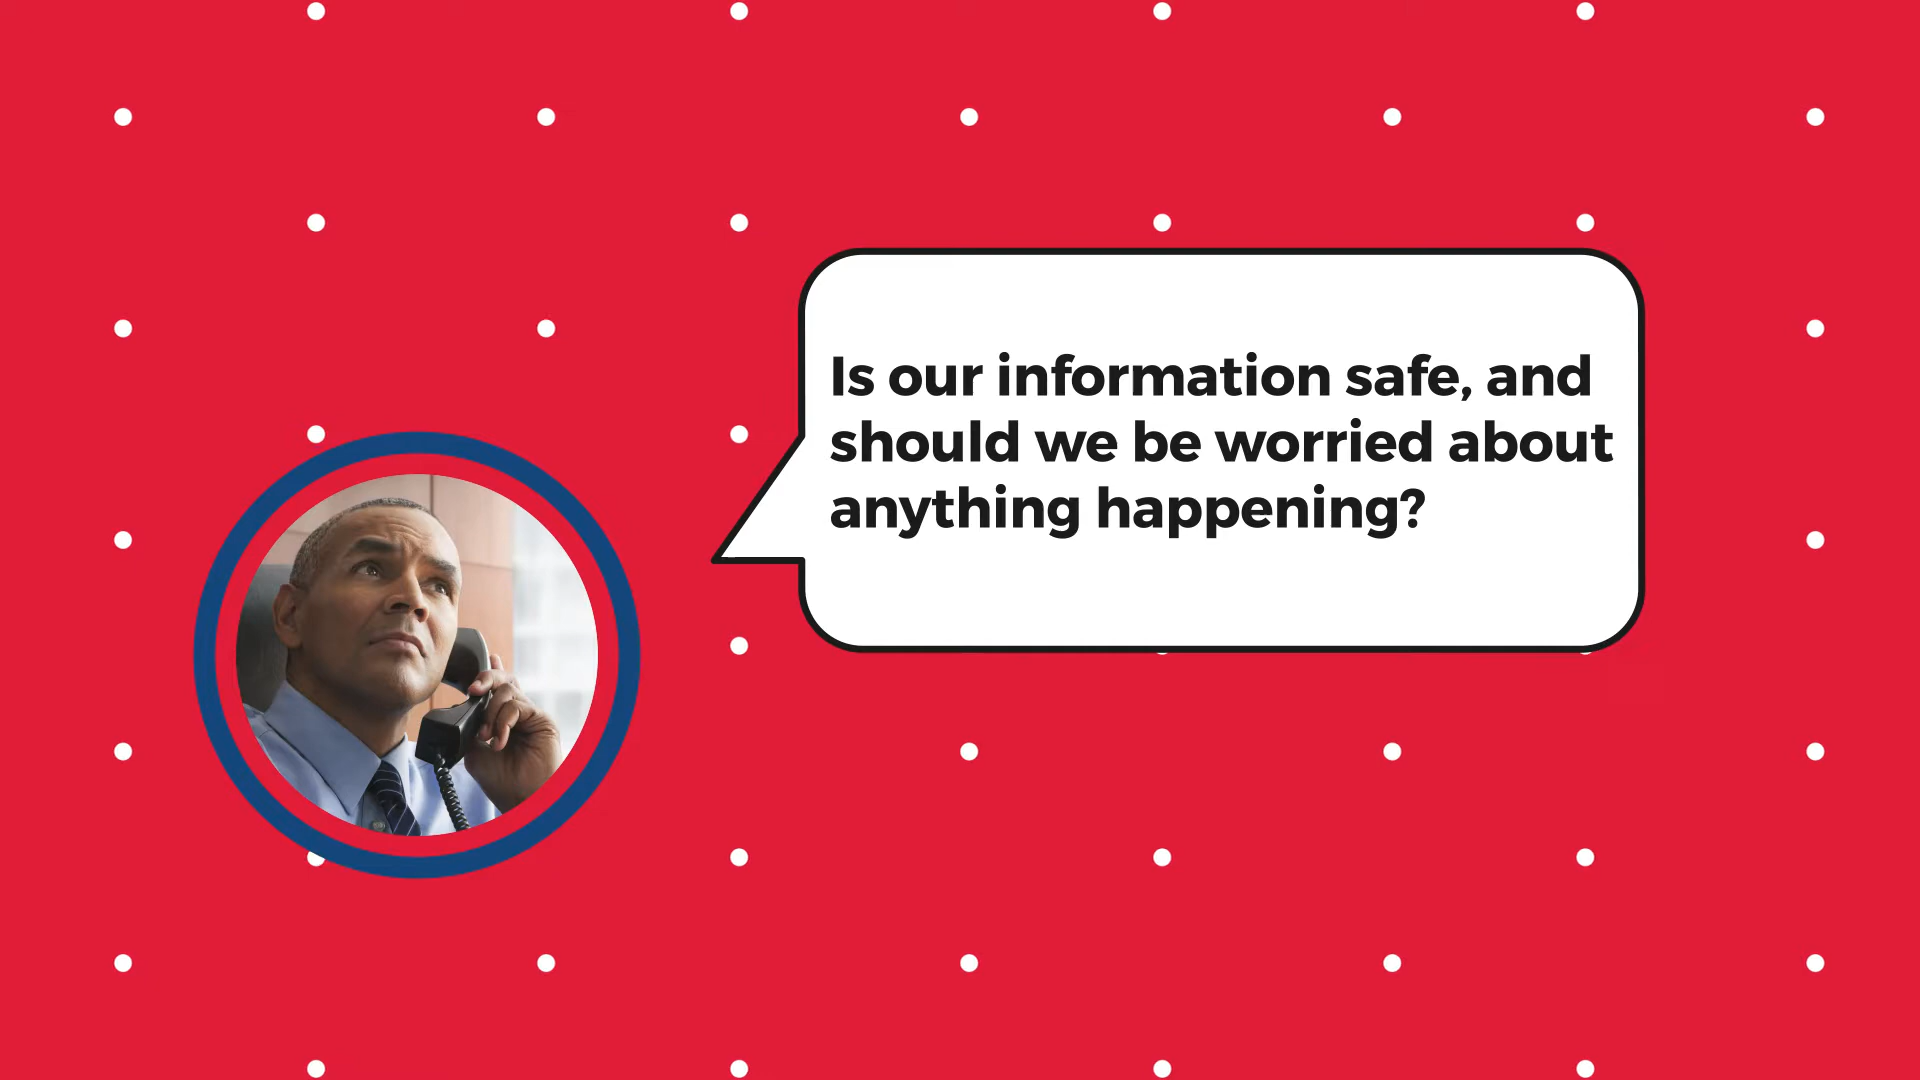 Is our information safe, and
should we be worried about
anything happening?